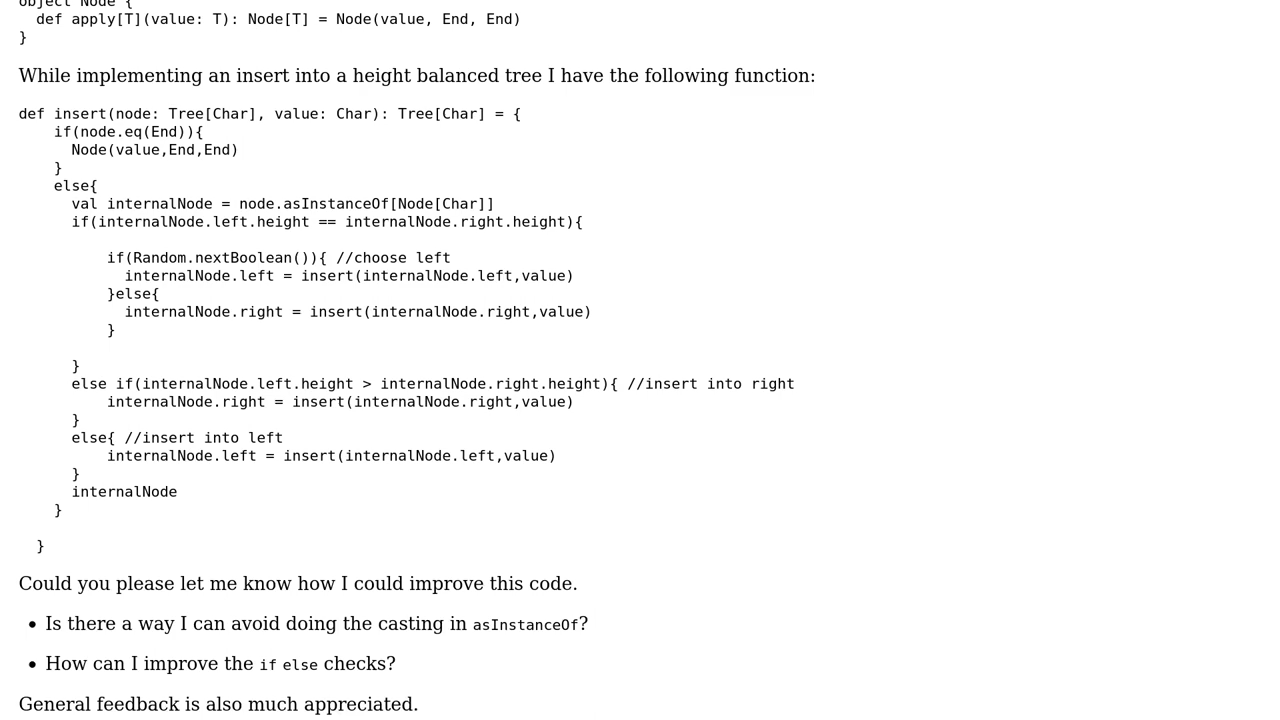 object Node {
  def apply[T](value: T): Node[T] = Node(value, End, End)
}
While implementing an insert into a height balanced tree I have the following function:
def insert(node: Tree[Char], value: Char): Tree[Char] = {
    if(node.eq(End)){
      Node(value,End,End)
    }
    else{
      val internalNode = node.asInstanceOf[Node[Char]]
      if(internalNode.left.height == internalNode.right.height){
          if(Random.nextBoolean()){ //choose left
            internalNode.left = insert(internalNode.left,value)
          }else{
            internalNode.right = insert(internalNode.right,value)
          }
      }
      else if(internalNode.left.height > internalNode.right.height){ //insert into right
          internalNode.right = insert(internalNode.right,value)
      }
      else{ //insert into left
          internalNode.left = insert(internalNode.left,value)
      }
      internalNode
    }
  }
Could you please let me know how I could improve this code.
• Is there a way I can avoid doing the casting in asInstanceOf?
• How can I improve the if else checks?
General feedback is also much appreciated.